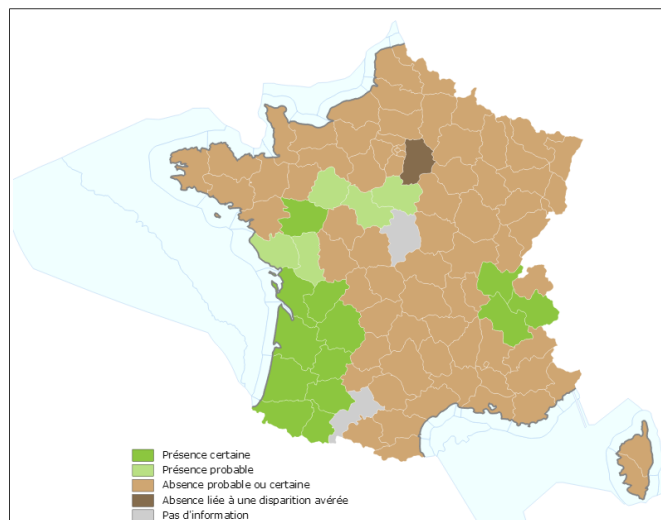 Présence certaine
Présence probable
Absence probable ou certaine
Absence liée à une disparition avérée
Pas d'information